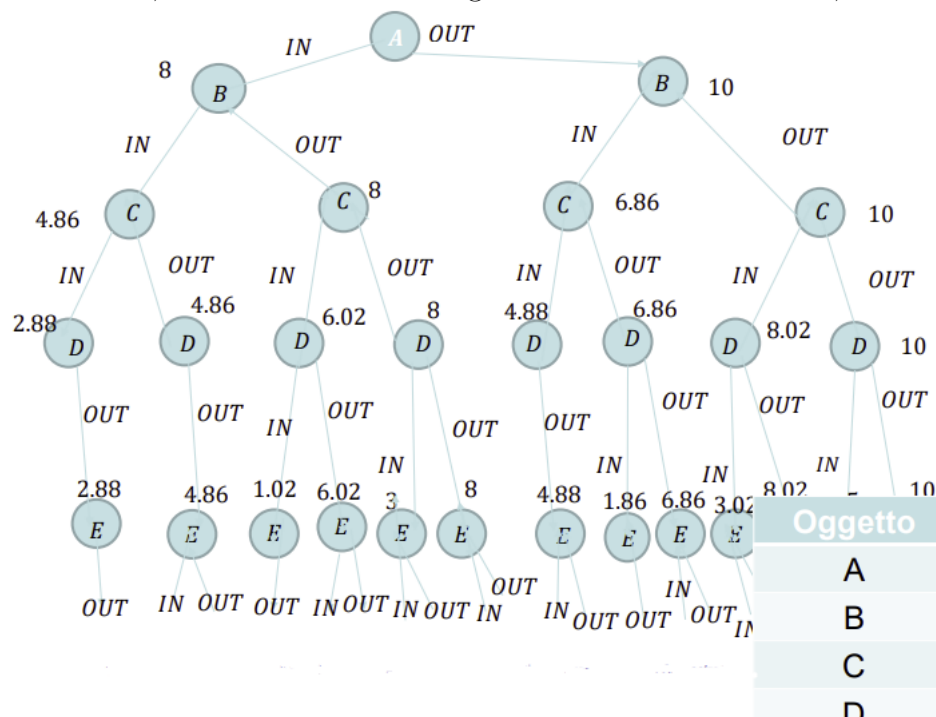 A
IN OUT
8 B B 10
IN OUT IN OUT
4.86 C C 8 C 6.86 C 10
IN OUT IN OUT IN OUT IN OUT
2.88 D 4.86 D 6.02 D 8 D 4.88 D 6.86 D 8.02 D 10 D
OUT OUT IN OUT IN OUT OUT IN OUT IN OUT IN OUT
2.88 4.86 1.02 6.02 3 8 4.88 1.86 6.86 3.02 8.02 10
E E E E E E E E E E
OUT IN OUT OUT IN OUT IN OUT IN OUT IN OUT OUT IN OUT
Oggetto
A
B
C
D